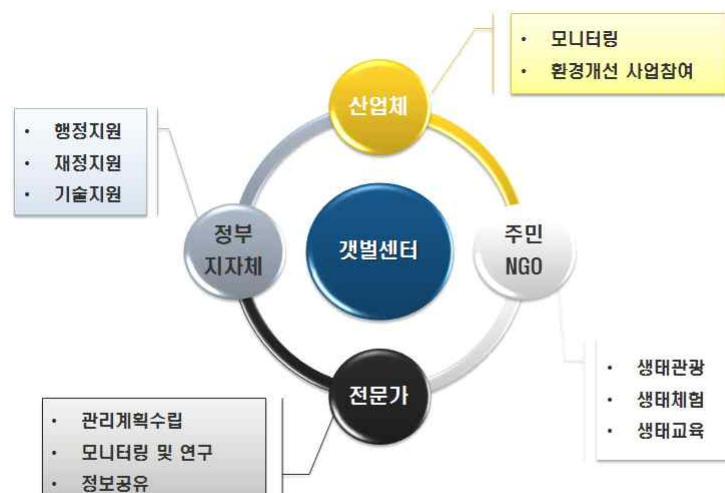 • 모니터링
• 환경개선 사업참여
산업체
• 행정지원
• 재정지원
• 기술지원
정부
지자체
갯벌센터
주민
NGO
• 생태관광
• 생태체험
• 생태교육
전문가
• 관리계획수립
• 모니터링 및 연구
• 정보공유